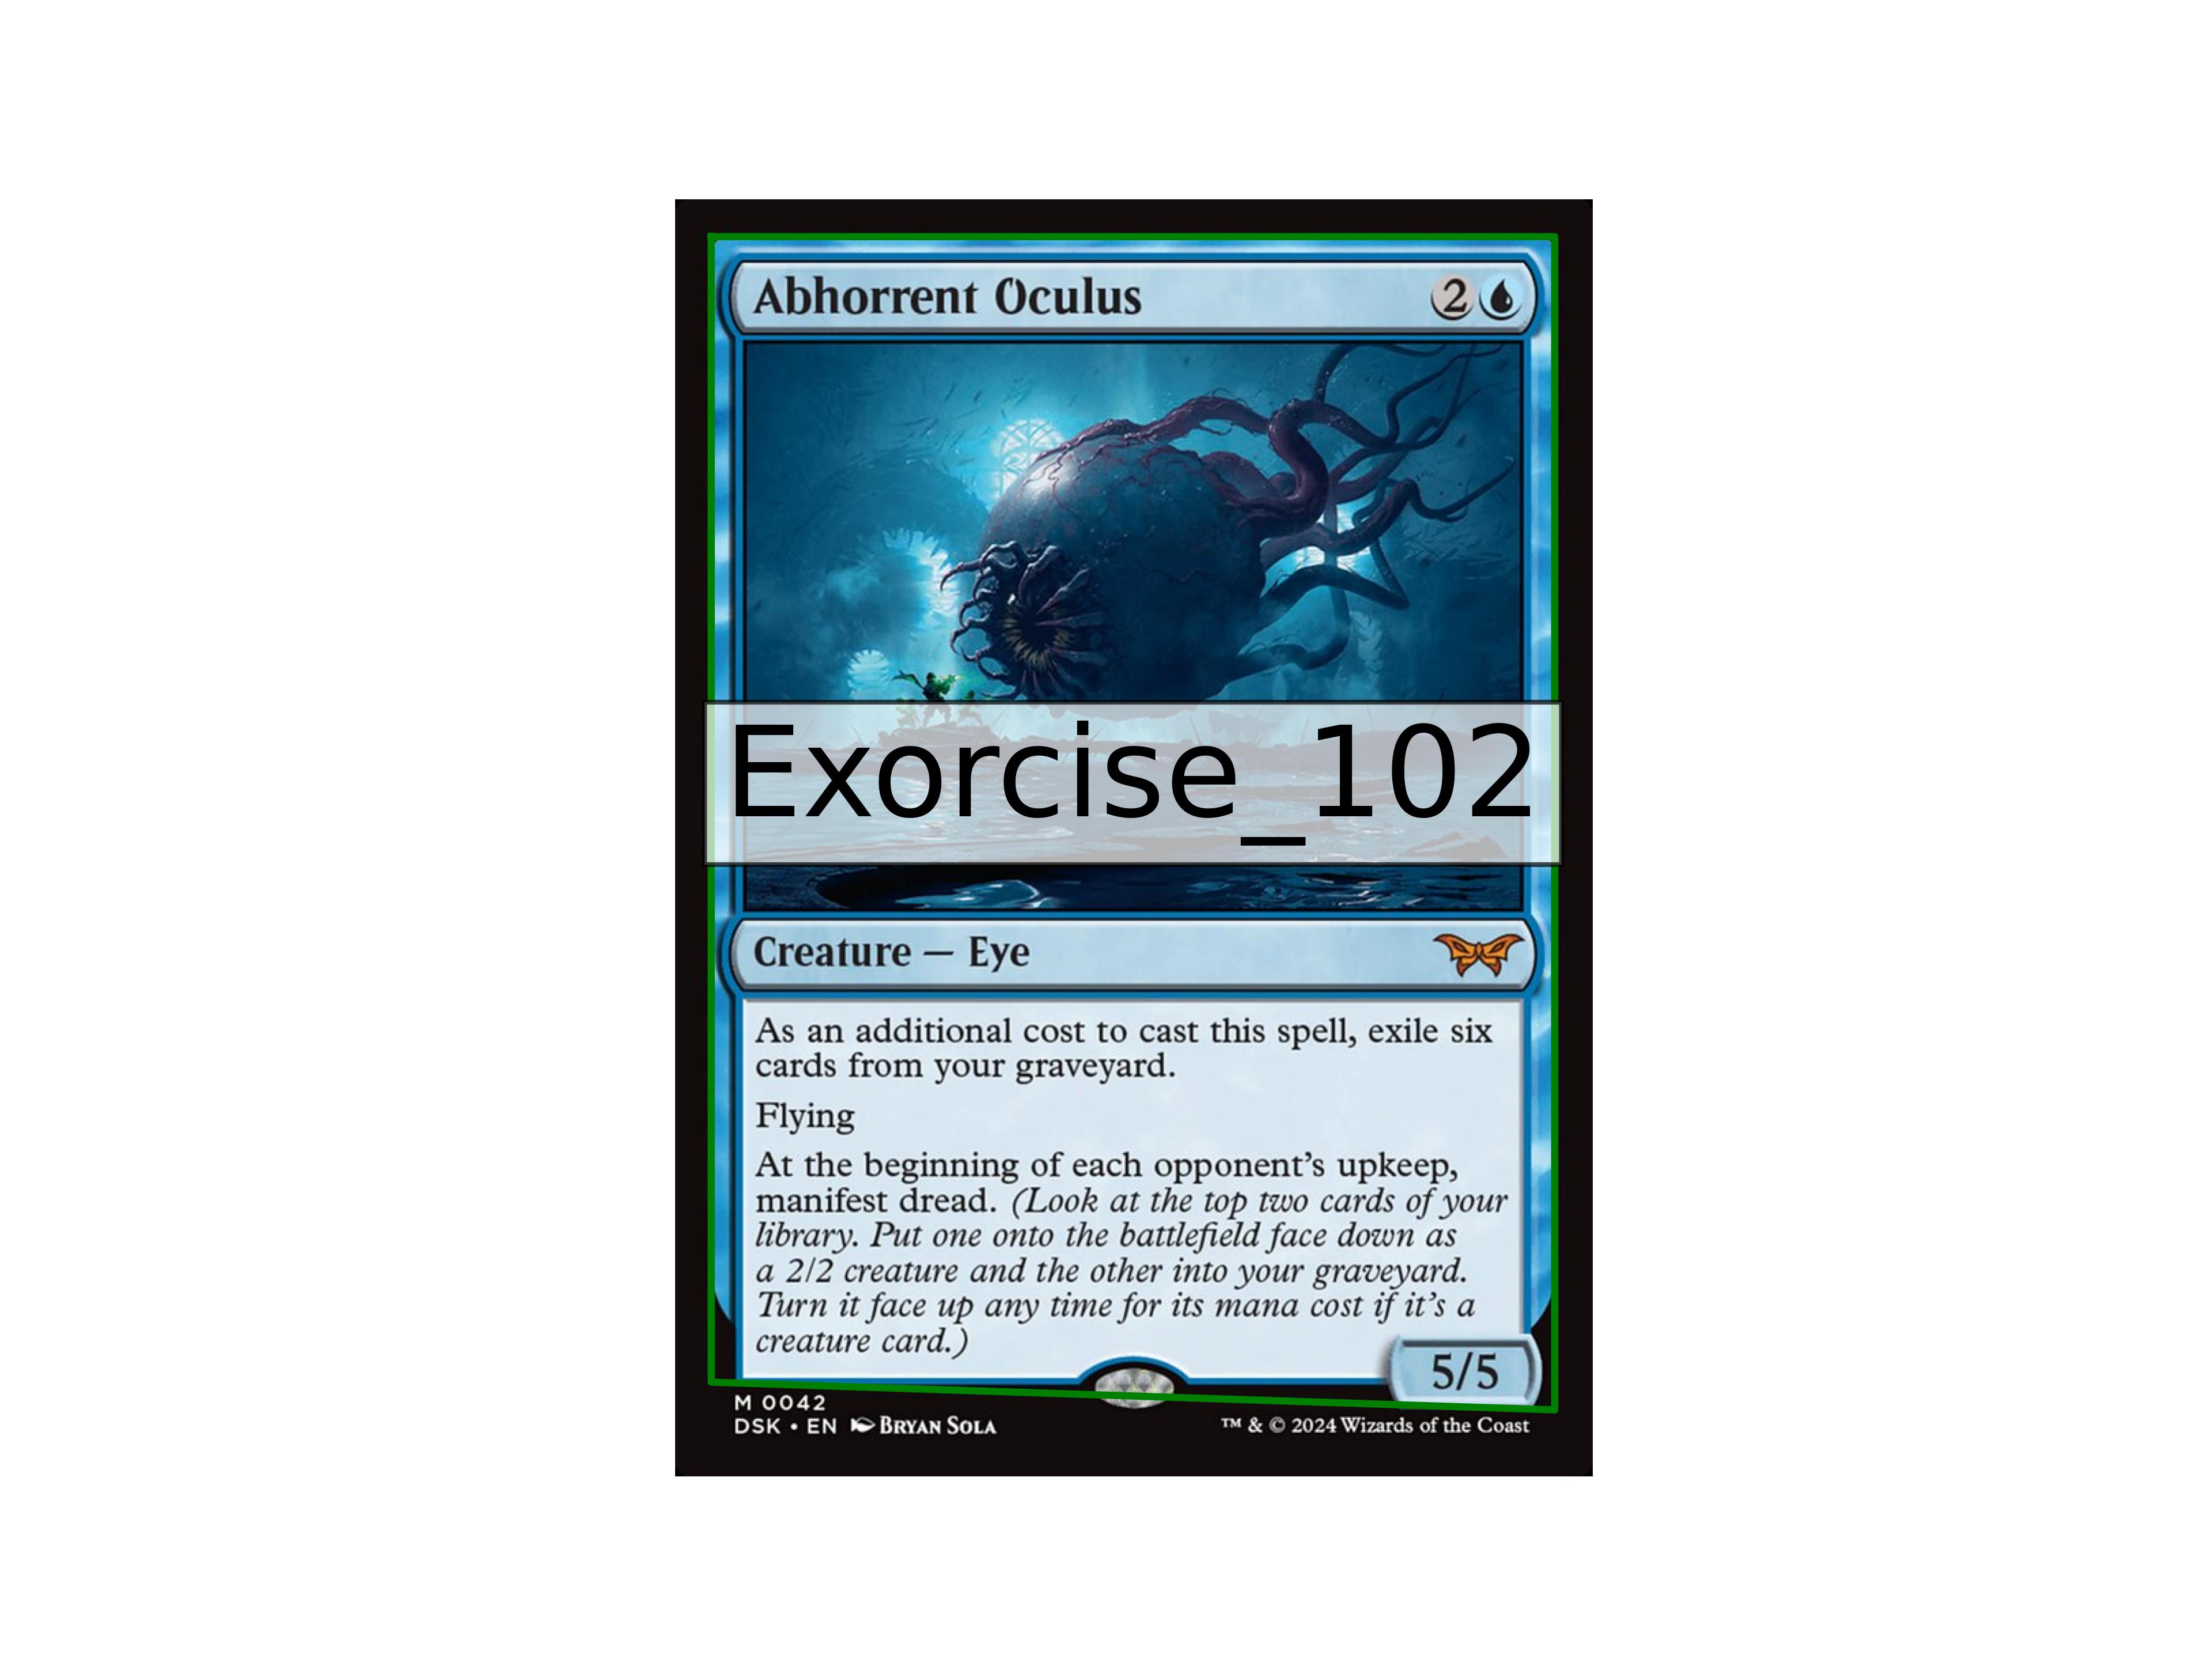 Abhorrent Oculus 2
Exorcise_102
Creature — Eye
As an additional cost to cast this spell, exile six
cards from your graveyard.
Flying
At the beginning of each opponent's upkeep,
manifest dread. (Look at the top two cards of your
library. Put one onto the battlefield face down as
a 2/2 creature and the other into your graveyard.
Turn it face up any time for its mana cost if it's a
creature card.)
5/5
M 0042
DSK • EN BRYAN SOLA
™ & © 2024 Wizards of the Coast